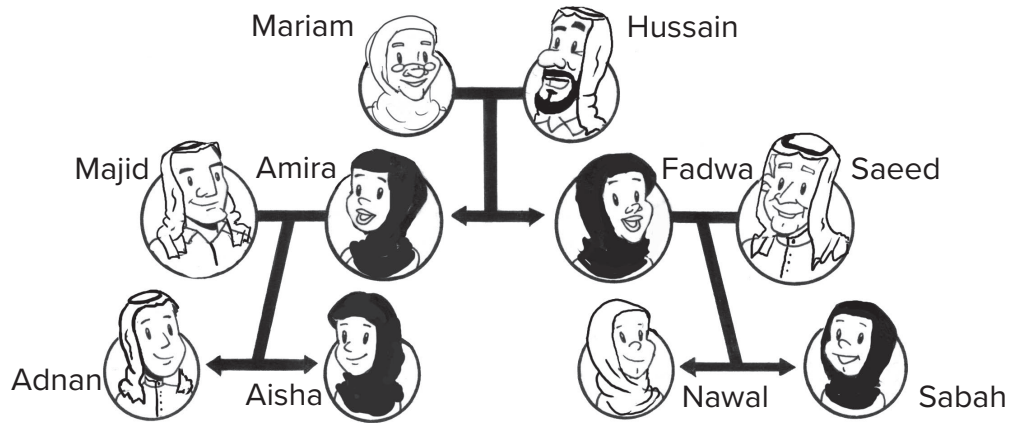 Mariam
Hussain
Majid
Amira
Fadwa
Saeed
Adnan
Aisha
Nawal
Sabah